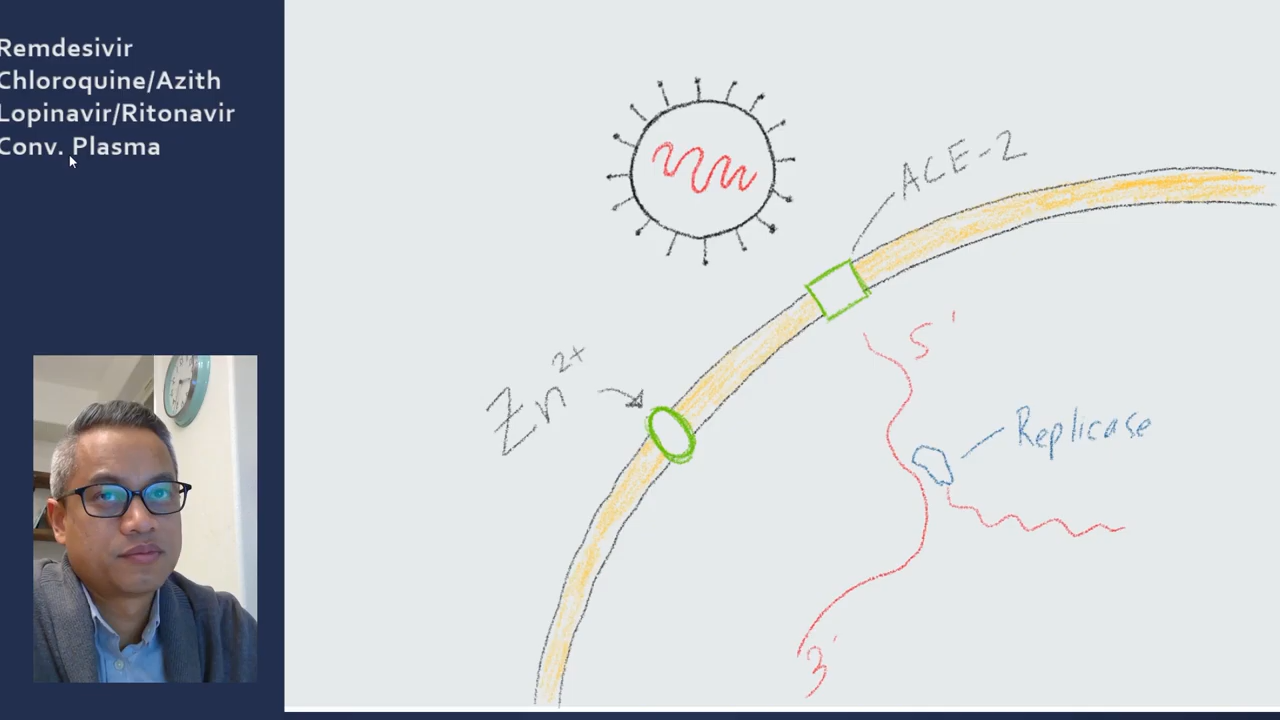 Remdesivir
Chloroquine/Azith
Lopinavir/Ritonavir
Conv. Plasma
ACE-2
Zn2+
5'
Replicase
3'